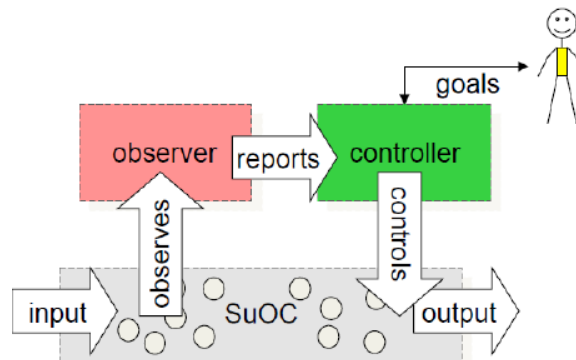 goals
observer
reports
controller
observes
controls
input
SuOC
output